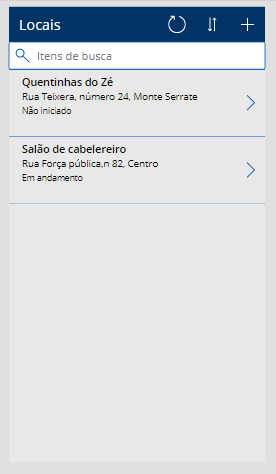 Locais
Itens de busca
Quentinhas do Zé
Rua Teixera, número 24, Monte Serrate
Não iniciado
Salão de cabelereiro
Rua Força pública,n 82, Centro
Em andamento